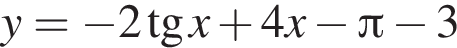 y = −2 tg x + 4x − π − 3